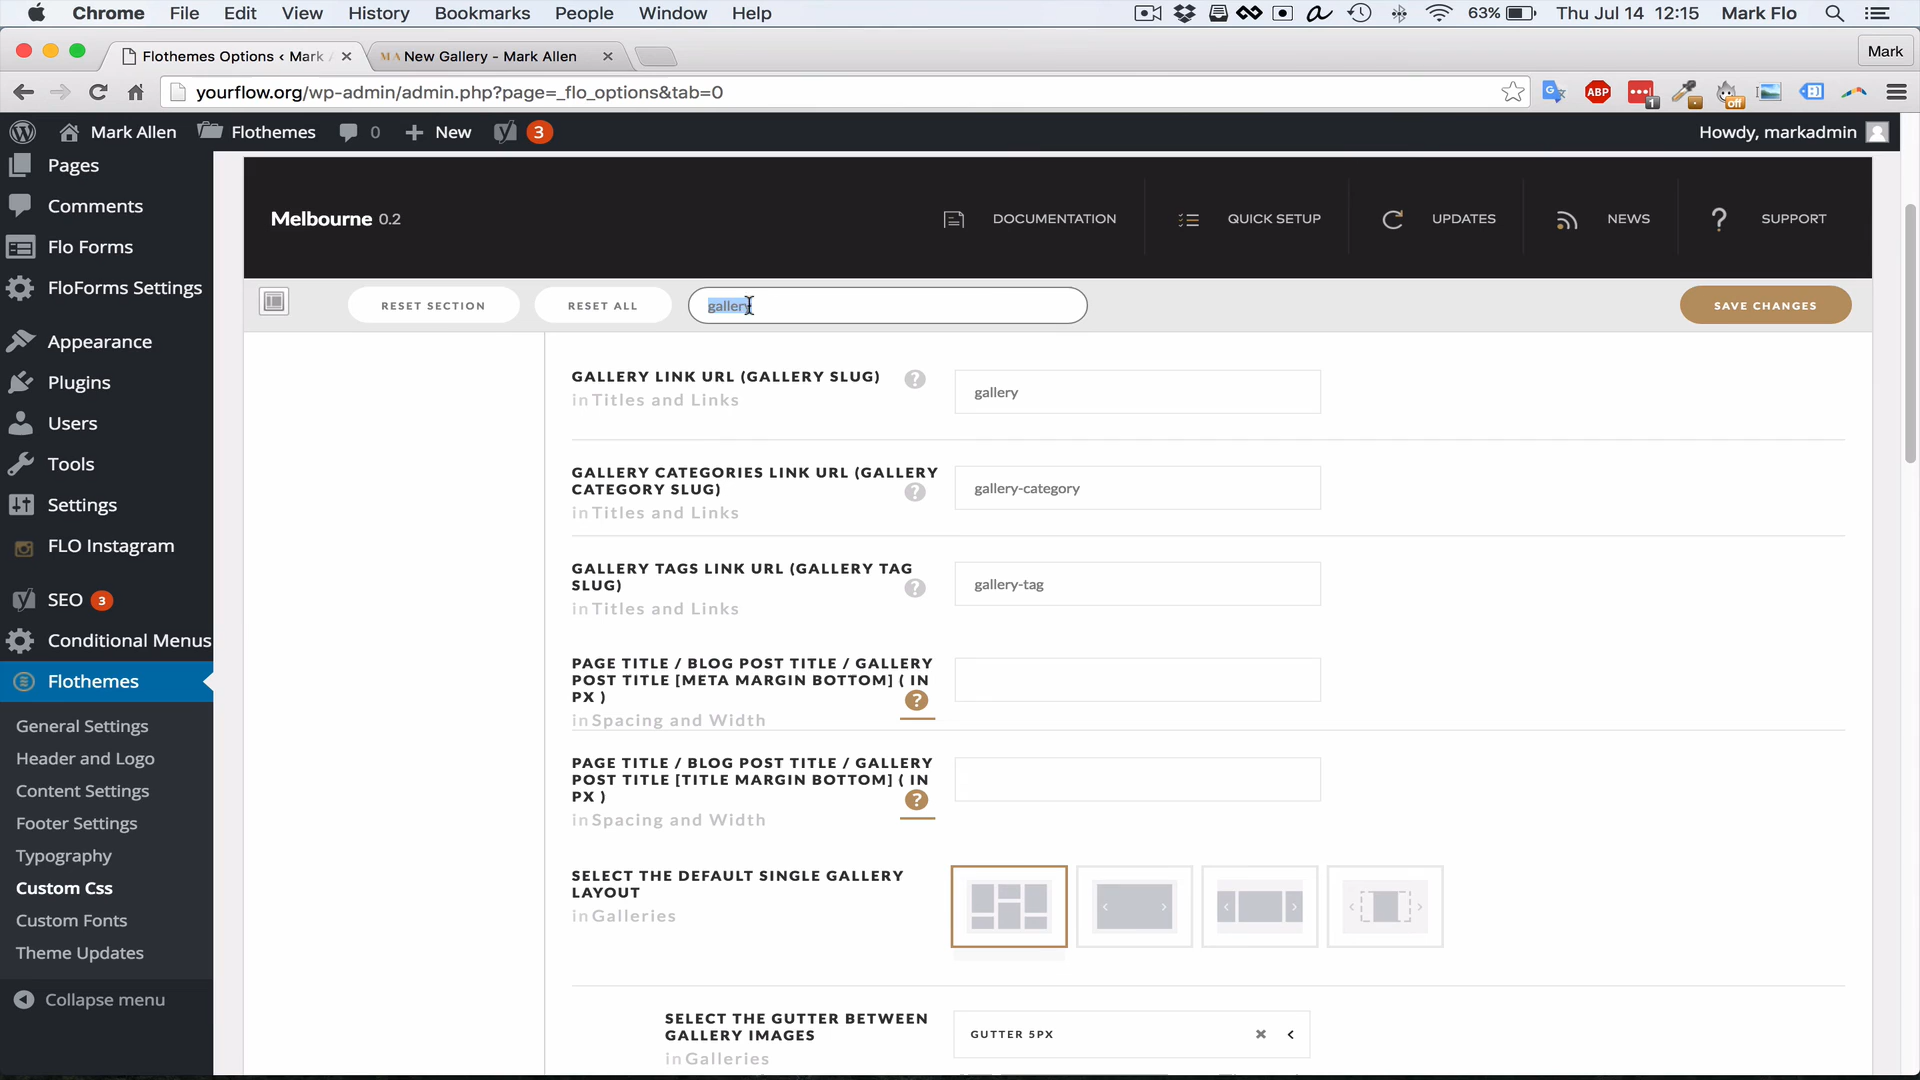 Chrome File Edit View History Bookmarks People Window Help 63% Thu Jul 14 12:15 Mark Flo
Flothemes Options ‹ Mark A New Gallery - Mark Allen Mark
yourflow.org/wp-admin/admin.php?page=_flo_options&tab=0 ABP 1 off
Mark Allen Flothemes 0 New 3 Howdy, markadmin
Pages
Comments
Flo Forms
FloForms Settings
Appearance
Plugins
Users
Tools
Settings
FLO Instagram
SEO 3
Conditional Menus
Flothemes
General Settings
Header and Logo
Content Settings
Footer Settings
Typography
Custom Css
Custom Fonts
Theme Updates
Collapse menu
Melbourne 0.2 DOCUMENTATION QUICK SETUP UPDATES NEWS ? SUPPORT
RESET SECTION RESET ALL gallery SAVE CHANGES
GALLERY LINK URL (GALLERY SLUG) ? gallery
in Titles and Links
GALLERY CATEGORIES LINK URL (GALLERY
CATEGORY SLUG) ? gallery-category
in Titles and Links
GALLERY TAGS LINK URL (GALLERY TAG
SLUG) ? gallery-tag
in Titles and Links
PAGE TITLE / BLOG POST TITLE / GALLERY
POST TITLE [META MARGIN BOTTOM] ( IN
PX ) ?
in Spacing and Width
PAGE TITLE / BLOG POST TITLE / GALLERY
POST TITLE [TITLE MARGIN BOTTOM] ( IN
PX ) ?
in Spacing and Width
SELECT THE DEFAULT SINGLE GALLERY
LAYOUT
in Galleries
SELECT THE GUTTER BETWEEN
GALLERY IMAGES GUTTER 5PX
in Galleries